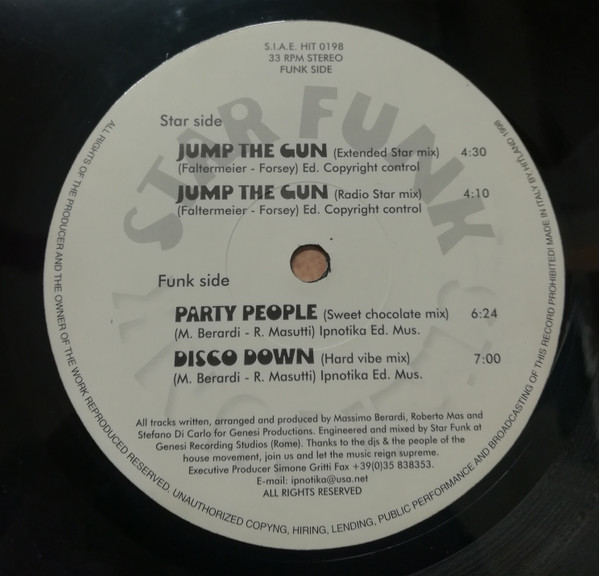 S.I.A.E. HIT 0198
33 RPM STEREO
FUNK SIDE
STAR FUNK
Star side
JUMP THE GUN (Extended Star mix) 4:30
(Faltermeier - Forsey) Ed. Copyright control
JUMP THE GUN (Radio Star mix) 4:10
(Faltermeier - Forsey) Ed. Copyright control
Funk side
PARTY PEOPLE (Sweet chocolate mix) 6:24
(M. Berardi - R. Masutti) Ipnotika Ed. Mus.
DISCO DOWN (Hard vibe mix) 7:00
(M. Berardi - R. Masutti) Ipnotika Ed. Mus.
All tracks written, arranged and produced by Massimo Berardi, Roberto Mas and
Stefano Di Carlo for Genesi Productions. Engineered and mixed by Star Funk at
Genesi Recording Studios (Rome). Thanks to the djs & the people of the
house movement, join us and let the music reign supreme.
Executive Producer Simone Gritti Fax +39(0)35 838353.
E-mail: ipnotika@usa.net
ALL RIGHTS RESERVED
ALL RIGHTS OF THE PRODUCER AND THE OWNER OF THE WORK REPRODUCED RESERVED. UNAUTHORIZED COPYNG, HIRING, LENDING, PUBLIC PERFORMANCE AND BROADCASTING OF THIS RECORD PROHIBITED! MADE IN ITALY BY HITLAND 1998